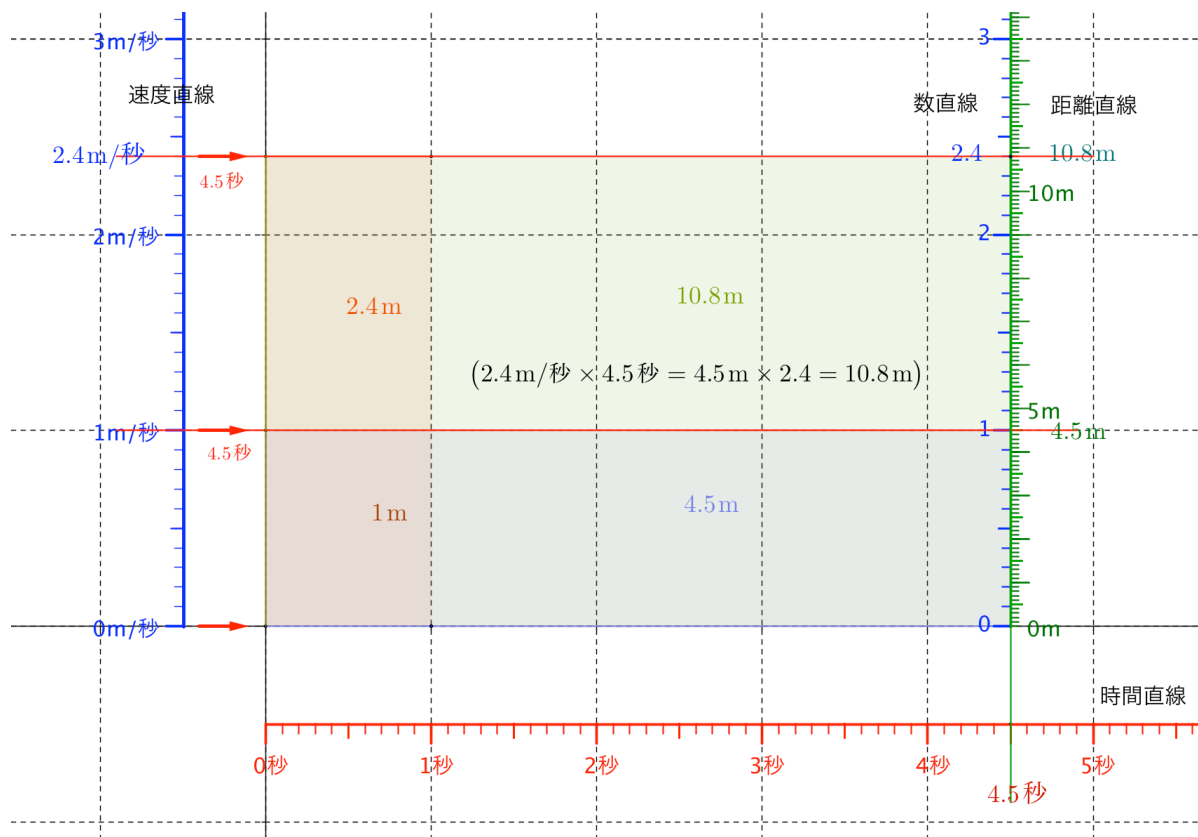 3m/秒
3
速度直線
数直線
距離直線
2.4m/秒
2.4
10.8m
4.5秒
10m
2m/秒
2
2.4m
10.8m
(2.4m/秒×4.5秒=4.5m×2.4=10.8m)
5m
1m/秒
1
4.5m
4.5秒
1m
4.5m
0m/秒
0
0m
時間直線
0秒
1秒
2秒
3秒
4秒
5秒
4.5秒